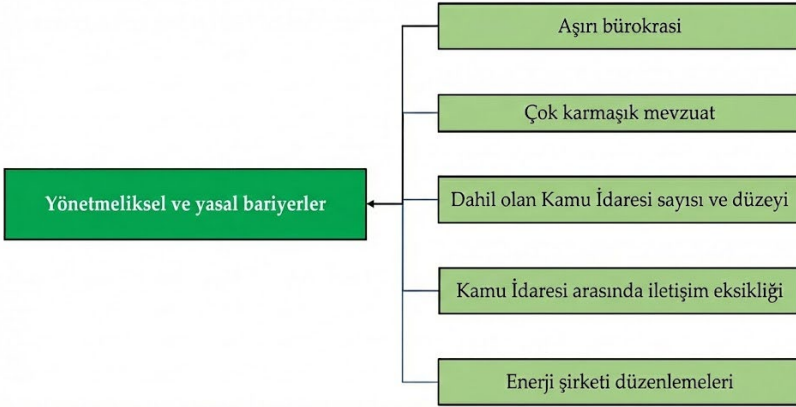 Aşırı bürokrasi
Çok karmaşık mevzuat
Yönetmeliksel ve yasal bariyerler
Dahil olan Kamu İdaresi sayısı ve düzeyi
Kamu İdaresi arasında iletişim eksikliği
Enerji şirketi düzenlemeleri